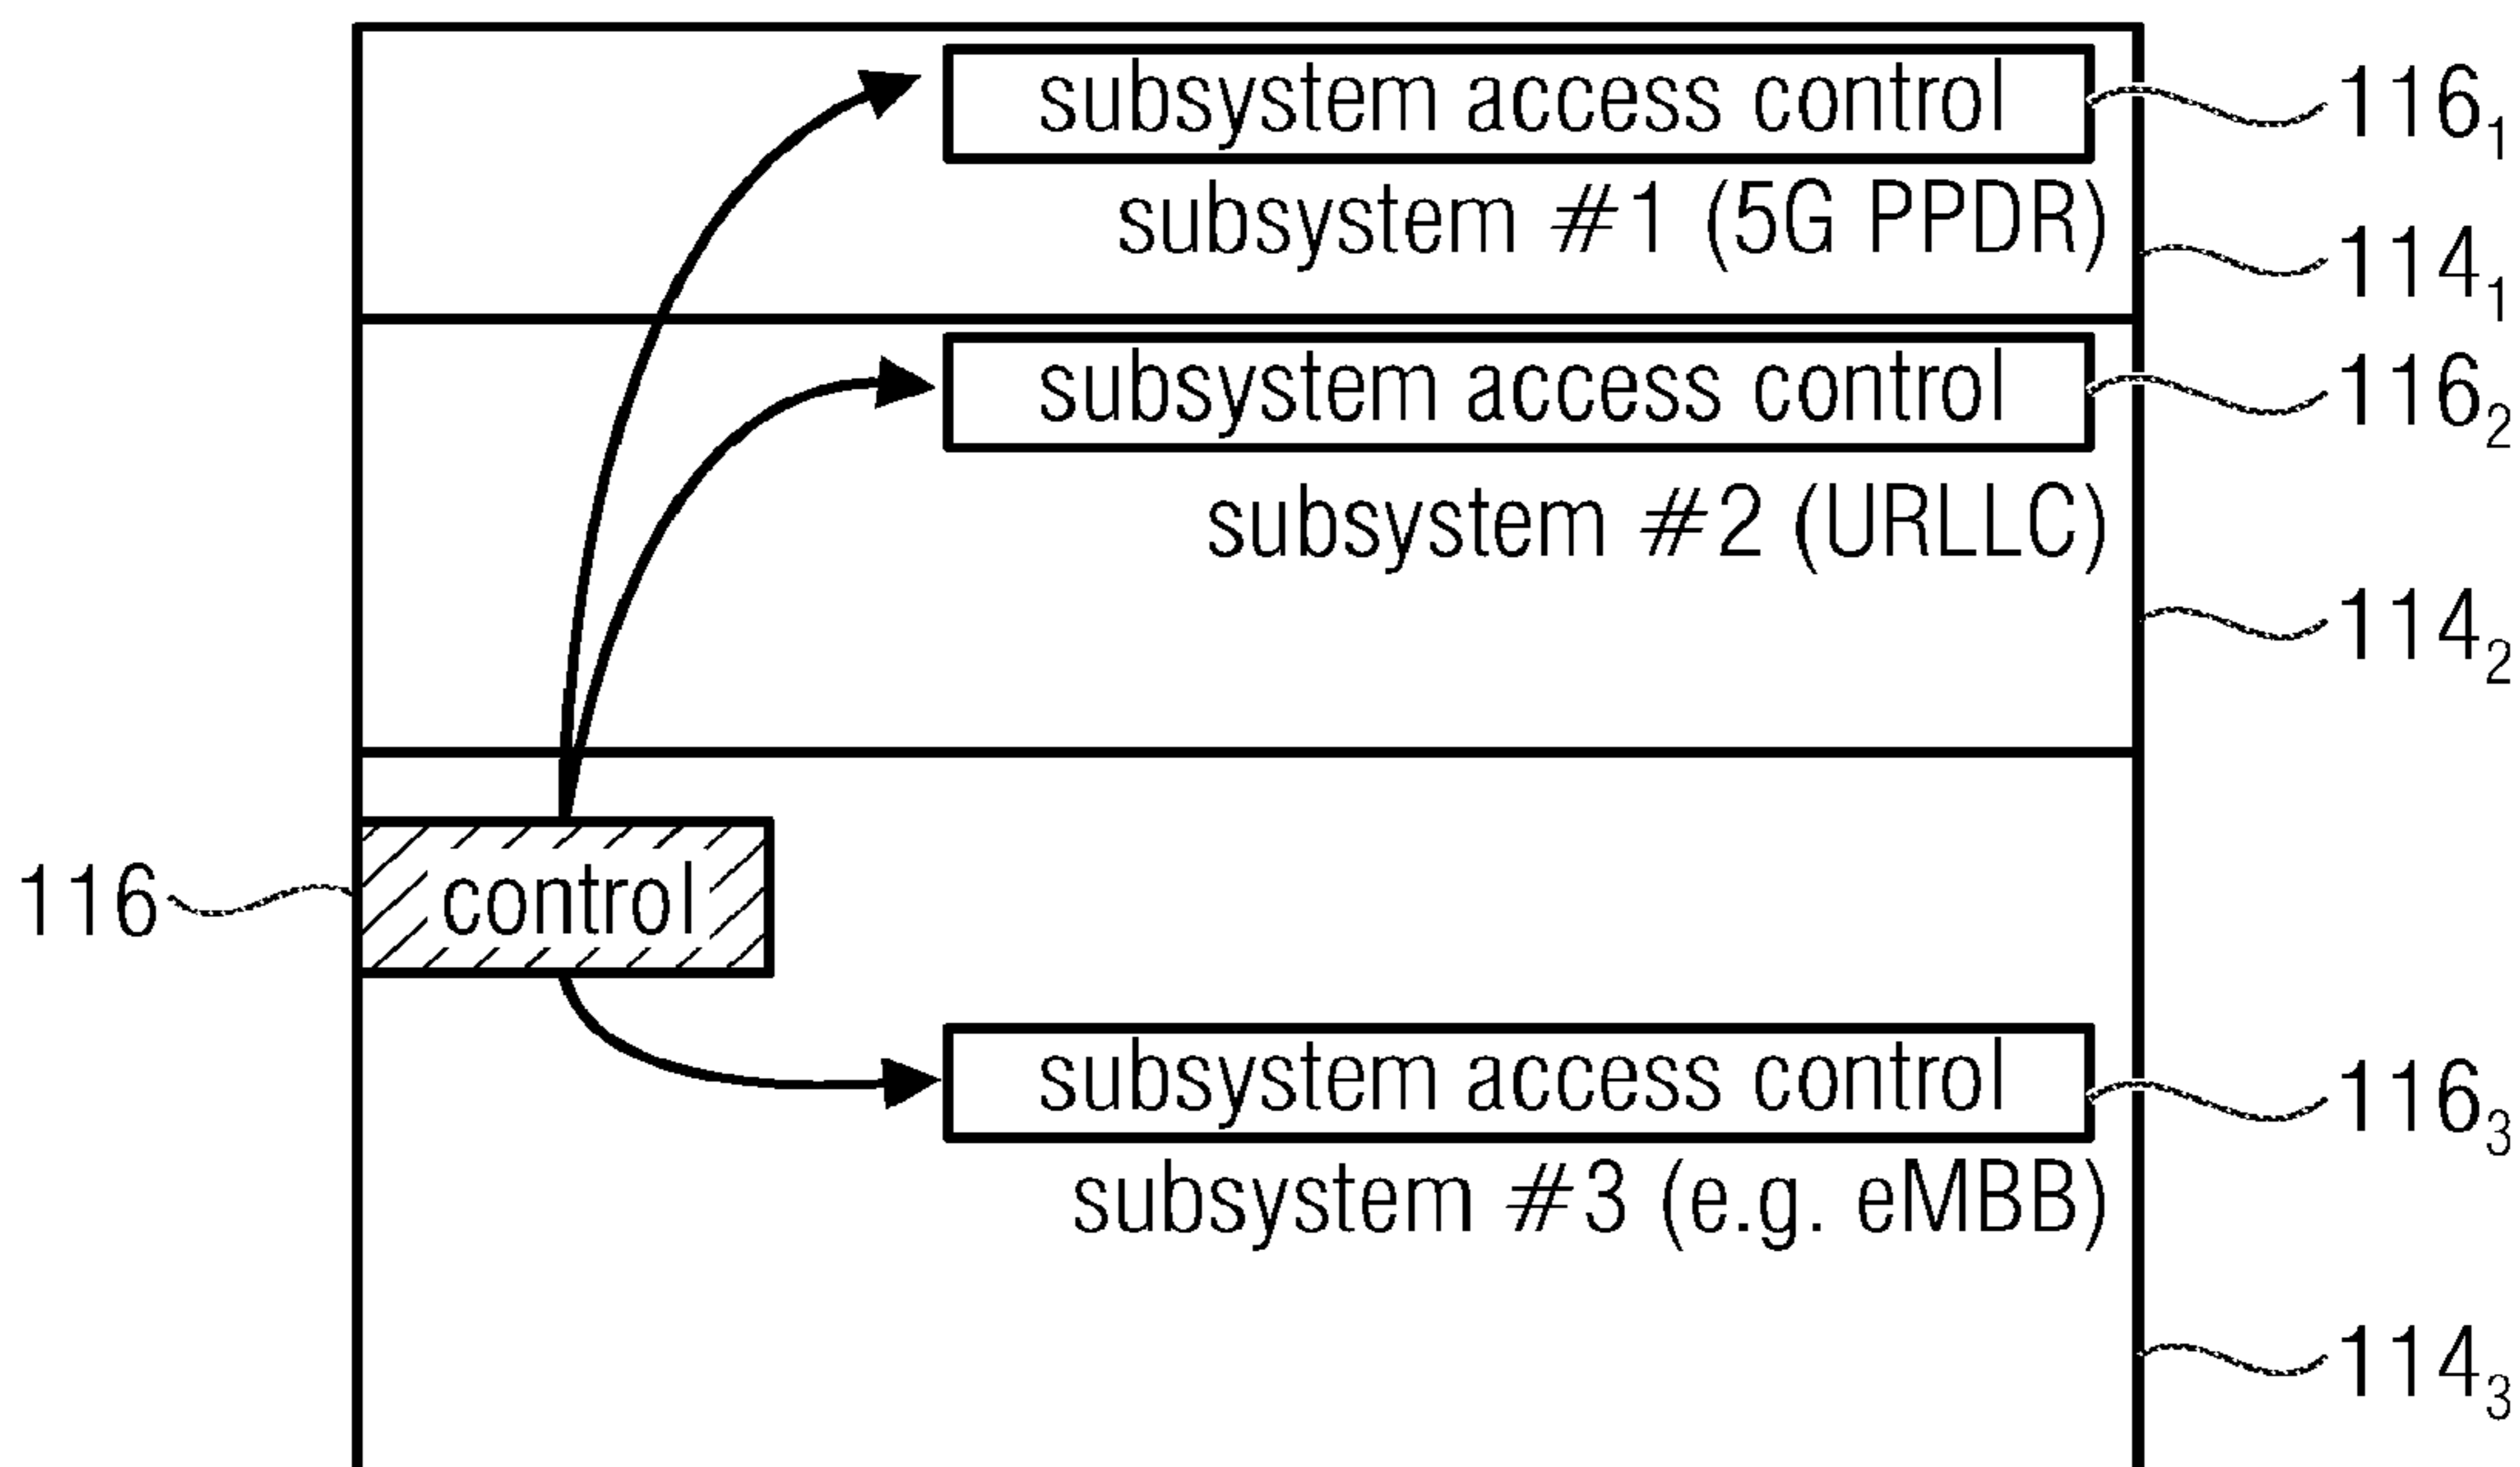 subsystem access control
116₁
subsystem #1 (5G PPDR)
114₁
subsystem access control
116₂
subsystem #2 (URLLC)
114₂
116
control
subsystem access control
116₃
subsystem #3 (e.g. eMBB)
114₃